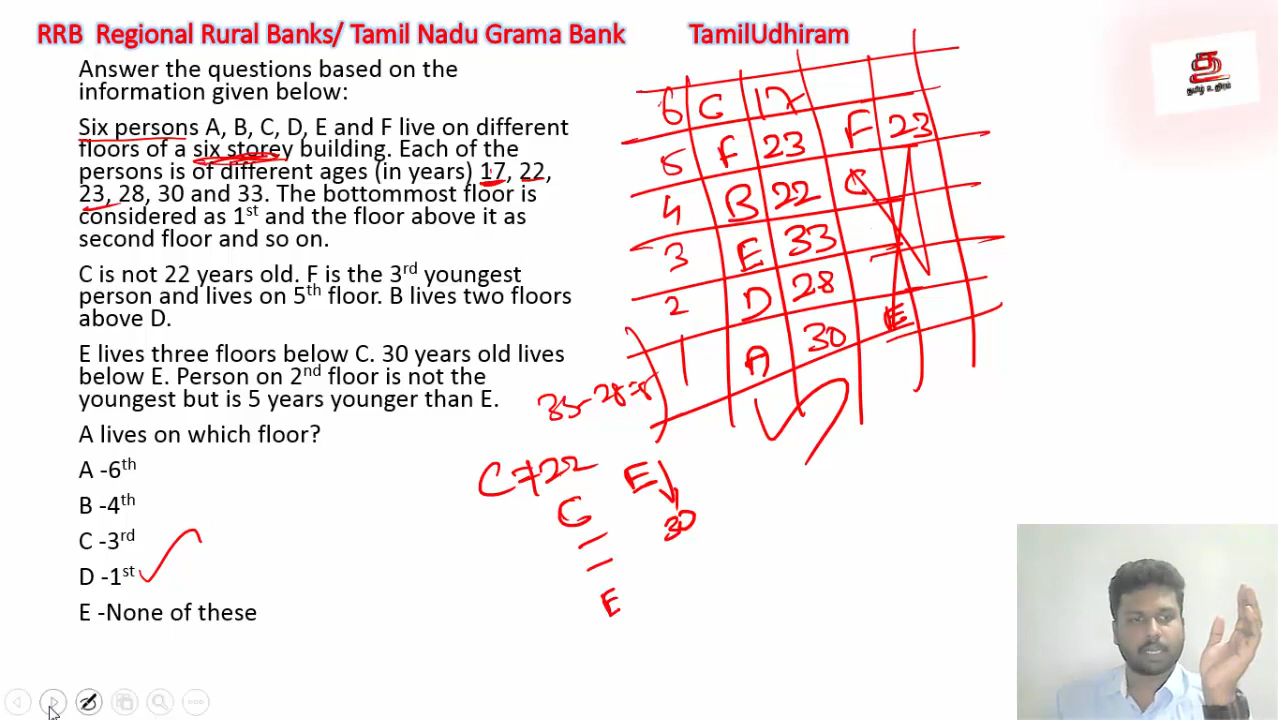 RRB Regional Rural Banks/ Tamil Nadu Grama Bank TamilUdhiram
Answer the questions based on the
information given below:
Six persons A, B, C, D, E and F live on different
floors of a six storey building. Each of the
persons is of different ages (in years) 17, 22,
23, 28, 30 and 33. The bottommost floor is
considered as 1st and the floor above it as
second floor and so on.
C is not 22 years old. F is the 3rd youngest
person and lives on 5th floor. B lives two floors
above D.
E lives three floors below C. 30 years old lives
below E. Person on 2nd floor is not the
youngest but is 5 years younger than E.
A lives on which floor?
A -6th
B -4th
C -3rd
D -1st
E -None of these
6 C 17
5 F 23 F 23
4 B 22 C
3 E 33
2 D 28
1 A 30 E
C≠22
C
E
E
30